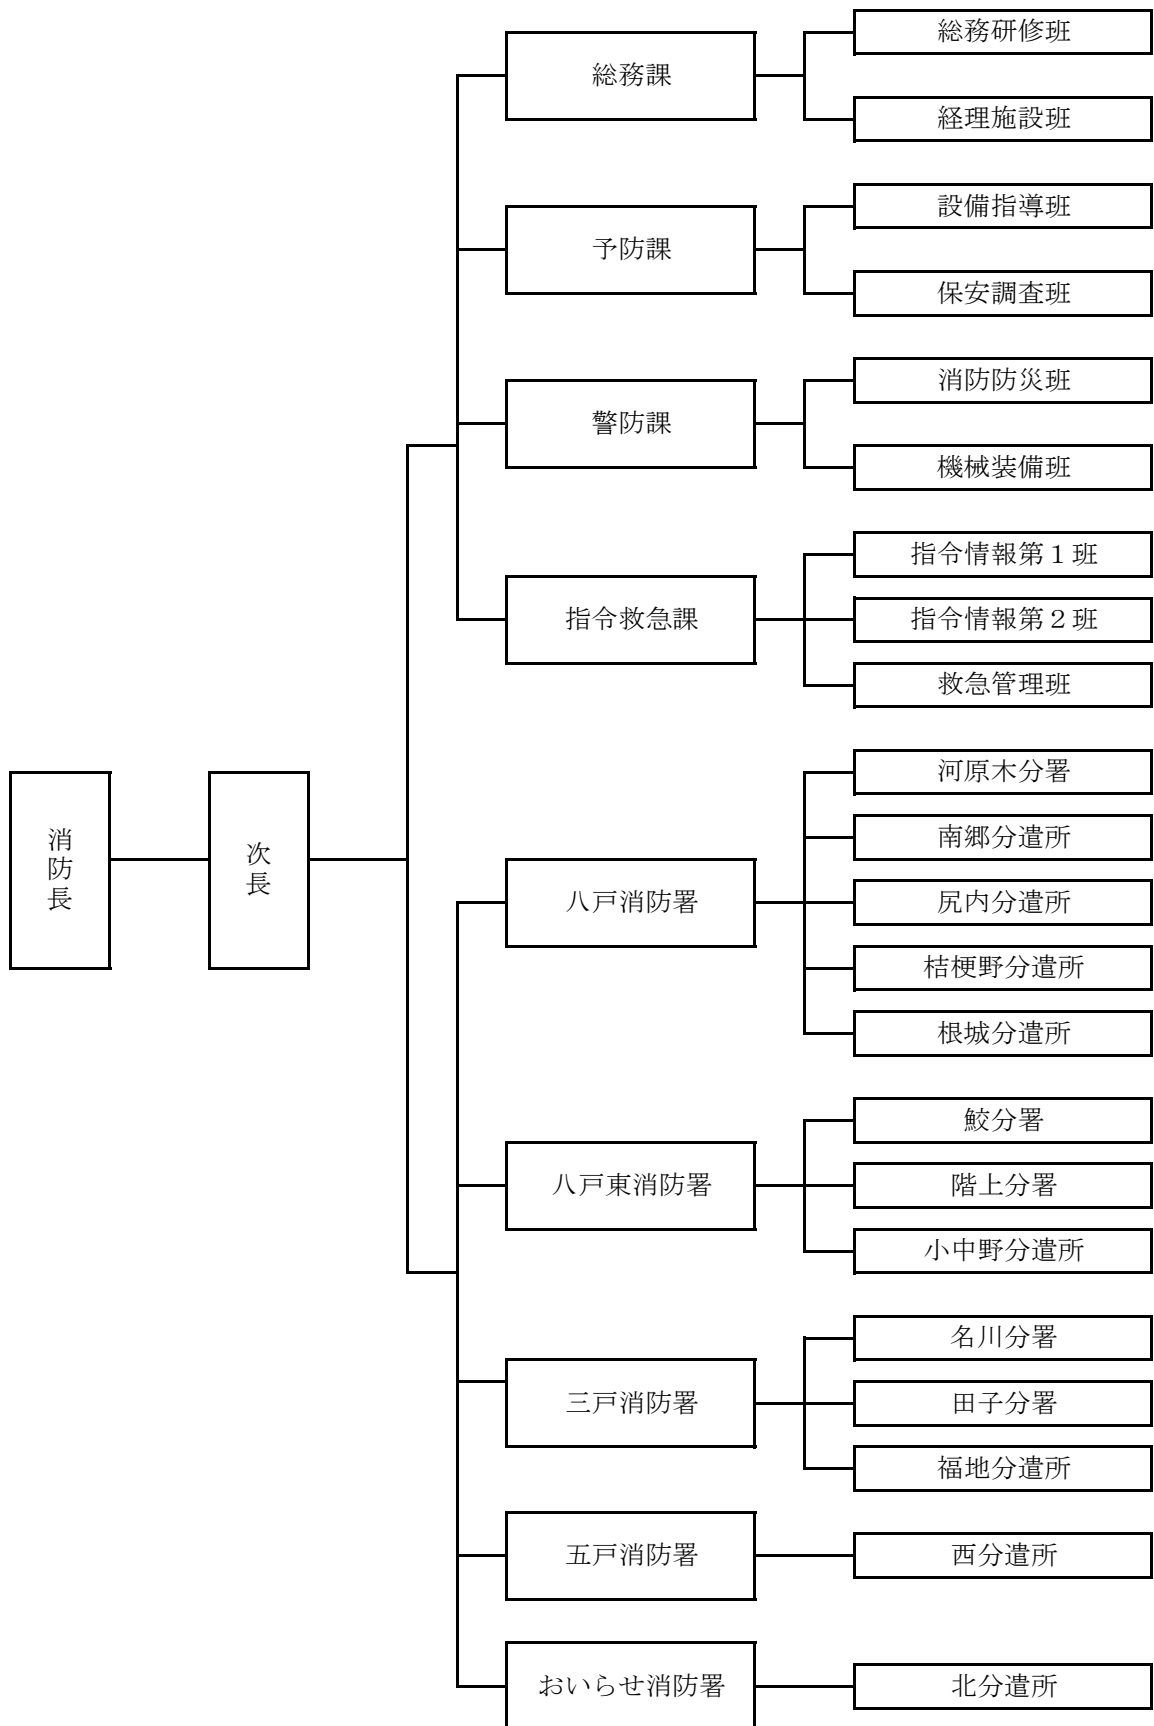 消防長
次長
総務課
総務研修班
経理施設班
予防課
設備指導班
保安調査班
警防課
消防防災班
機械装備班
指令救急課
指令情報第１班
指令情報第２班
救急管理班
八戸消防署
河原木分署
南郷分遣所
尻内分遣所
桔梗野分遣所
根城分遣所
八戸東消防署
鮫分署
階上分署
小中野分遣所
三戸消防署
名川分署
田子分署
福地分遣所
五戸消防署
西分遣所
おいらせ消防署
北分遣所